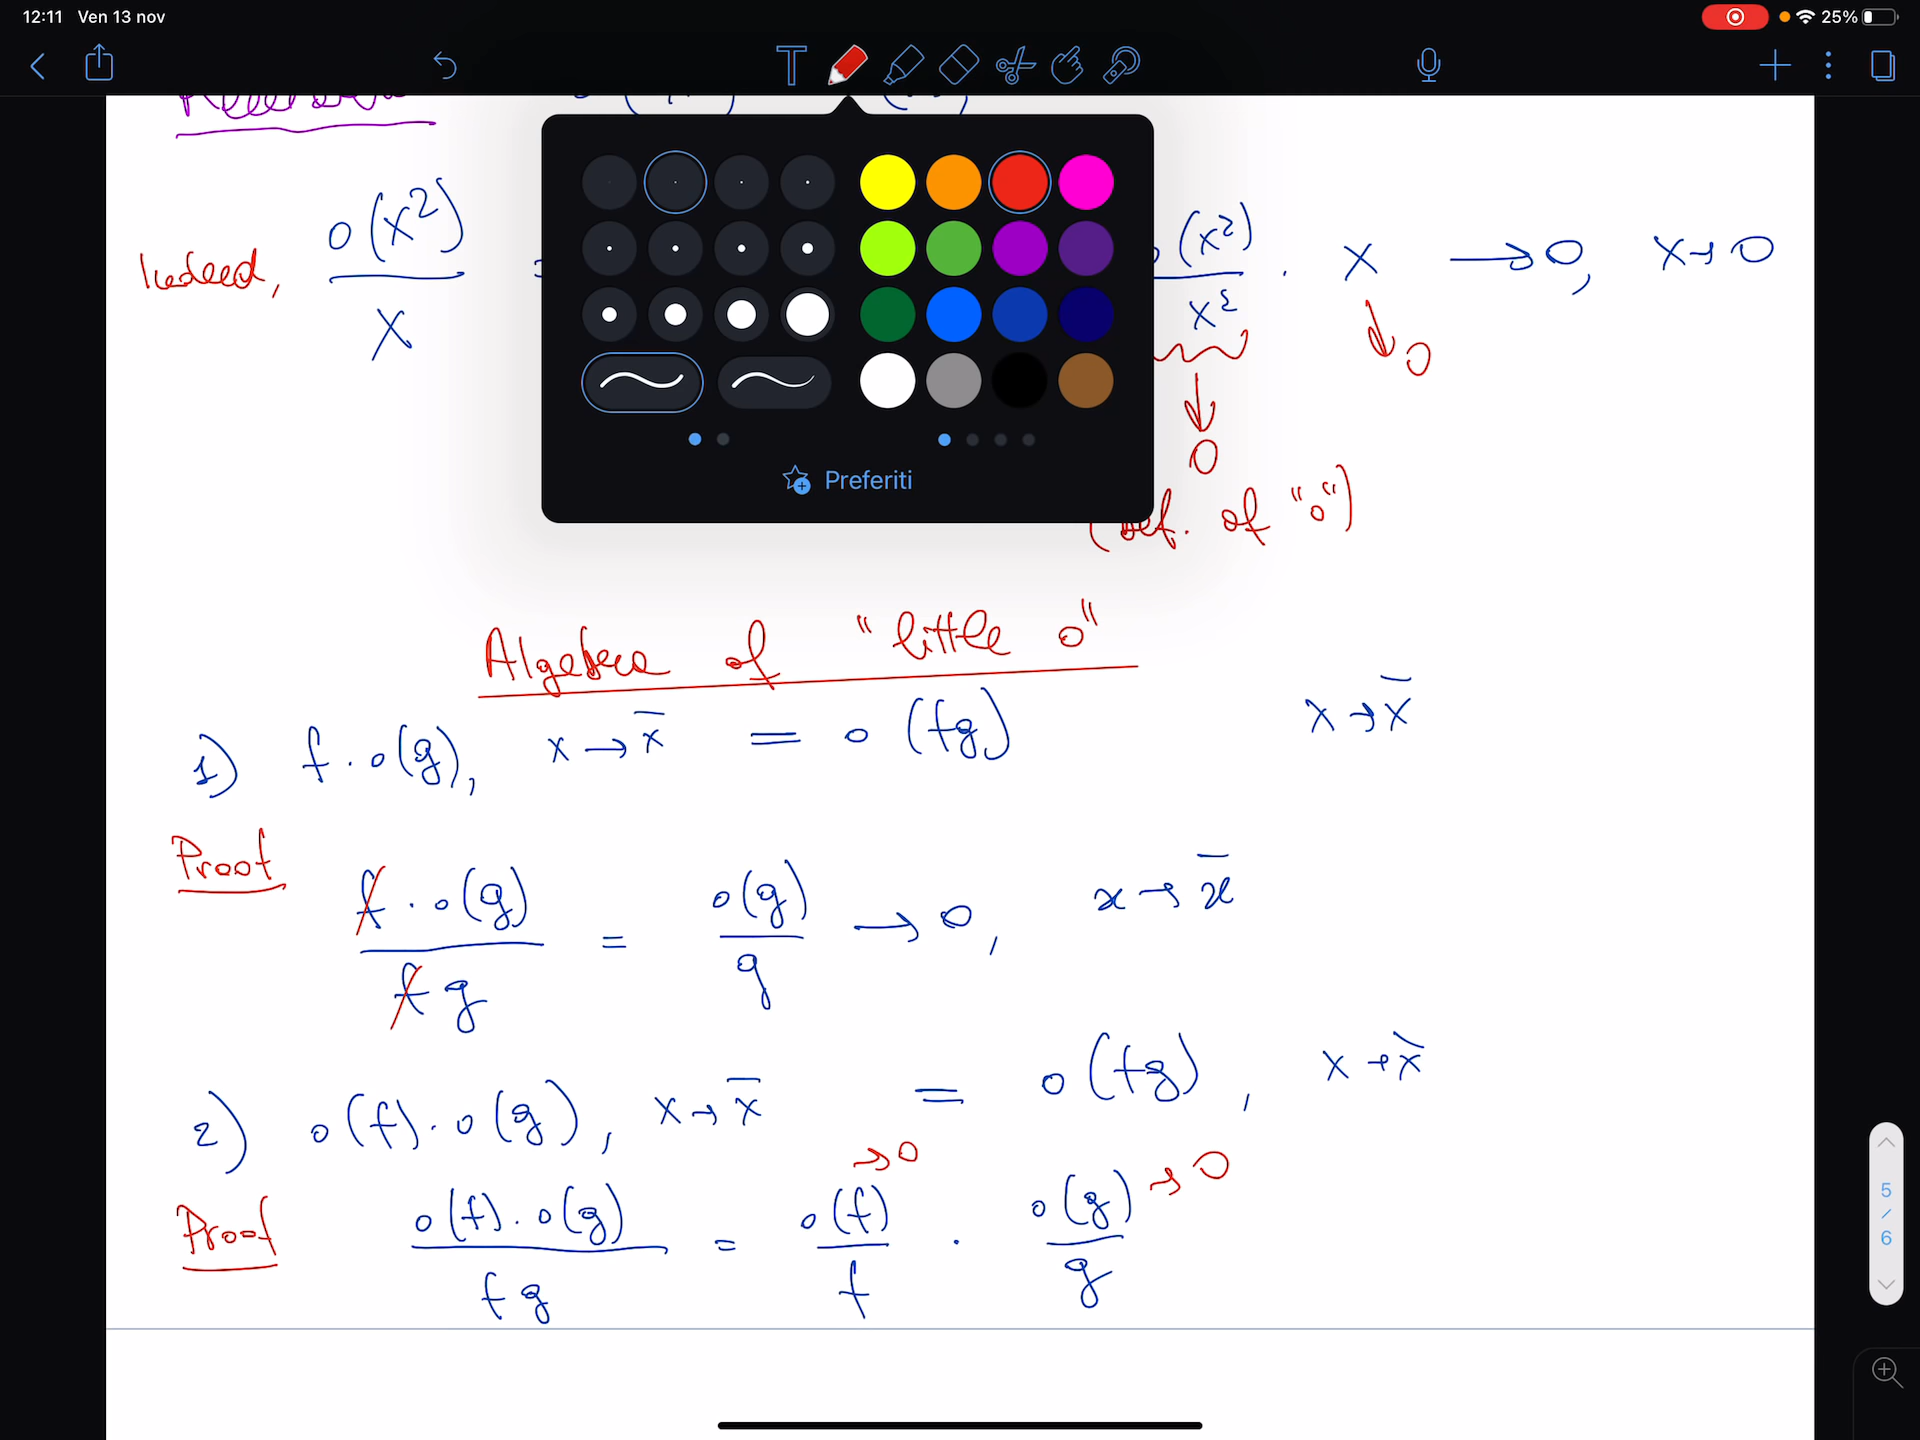 12:11 Ven 13 nov 25%
T
Indeed, o(x²)/x = o(x²)/x² · x → 0, x → 0
↓ 0
↓
0
(def. of "o")
Preferiti
Algebra of "little o"
1) f · o(g), x → x̄ = o(fg) x → x̄
Proof
f · o(g)/fg = o(g)/g → 0, x → x̄
2) o(f) · o(g), x → x̄ = o(fg), x → x̄
Proof o(f) · o(g)/fg = o(f)/f → 0 · o(g)/g → 0
5
/
6